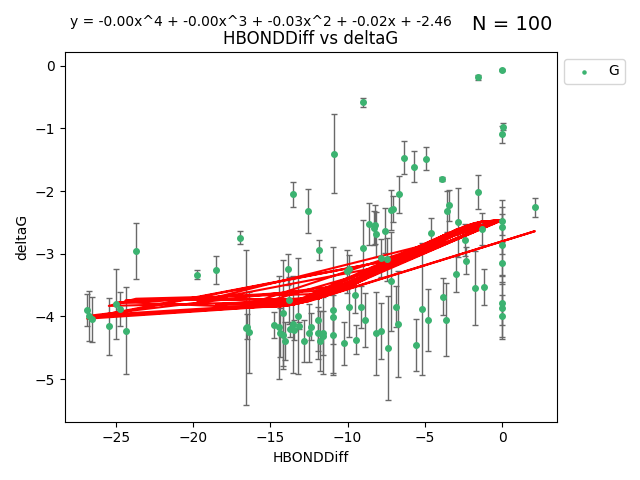 y = -0.00x^4 + -0.00x^3 + -0.03x^2 + -0.02x + -2.46
N = 100
HBONDDiff vs deltaG
G
0
−1
−2
−3
−4
−5
deltaG
−25 −20 −15 −10 −5 0
HBONDDiff